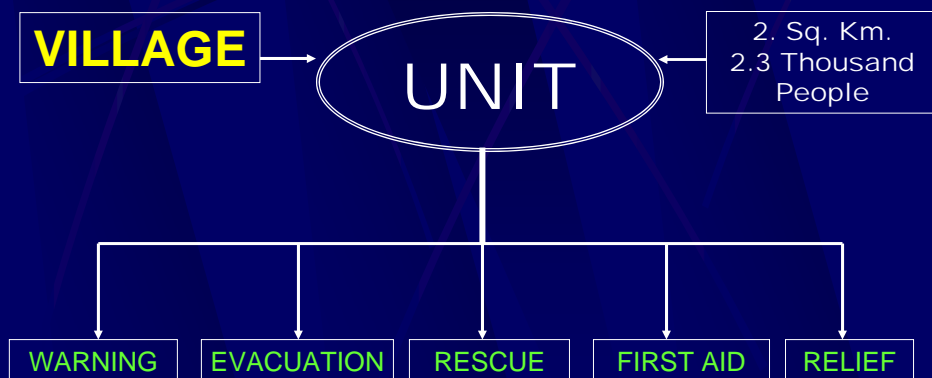 VILLAGE
UNIT
2. Sq. Km.
2.3 Thousand
People
WARNING
EVACUATION
RESCUE
FIRST AID
RELIEF